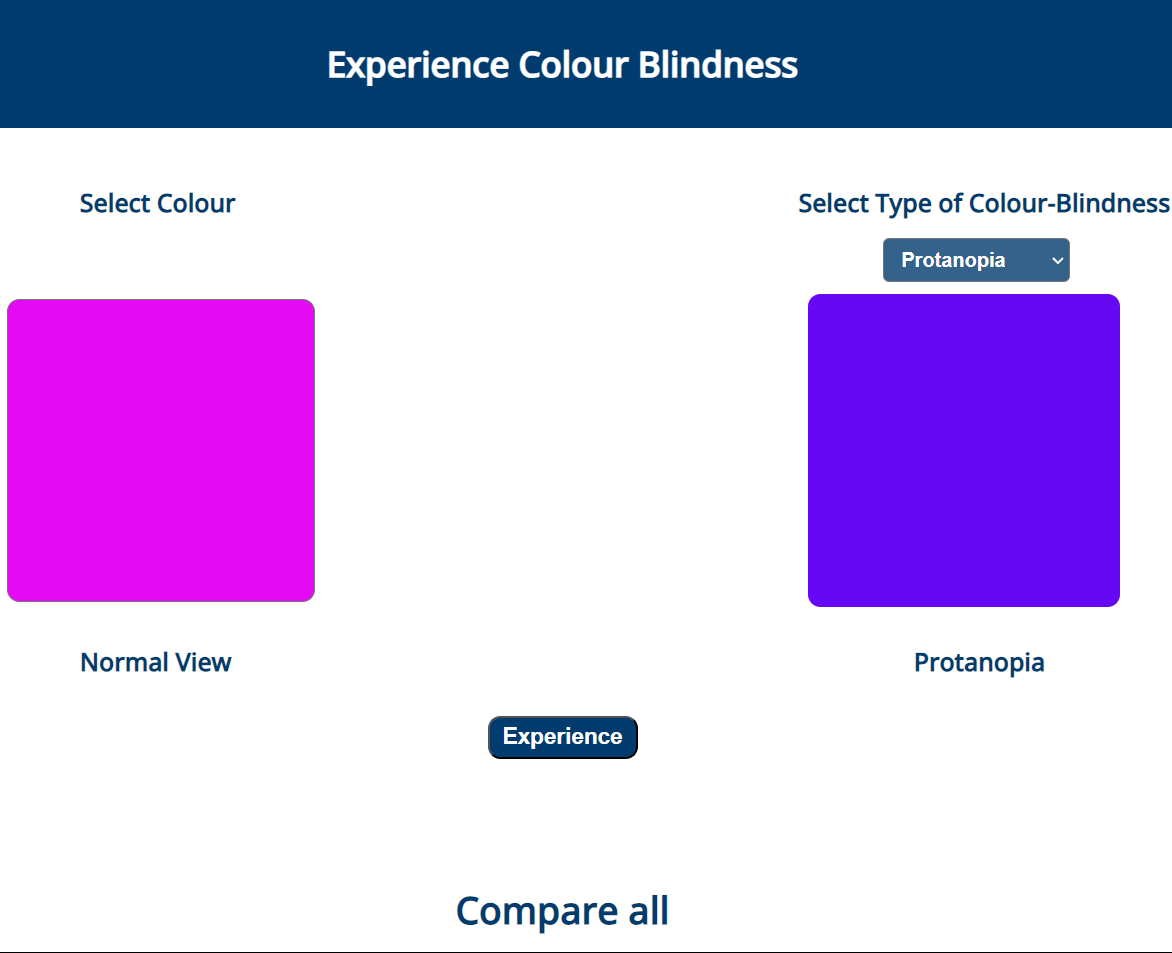 Experience Colour Blindness
Select Colour
Select Type of Colour-Blindness
Protanopia
Normal View
Protanopia
Experience
Compare all